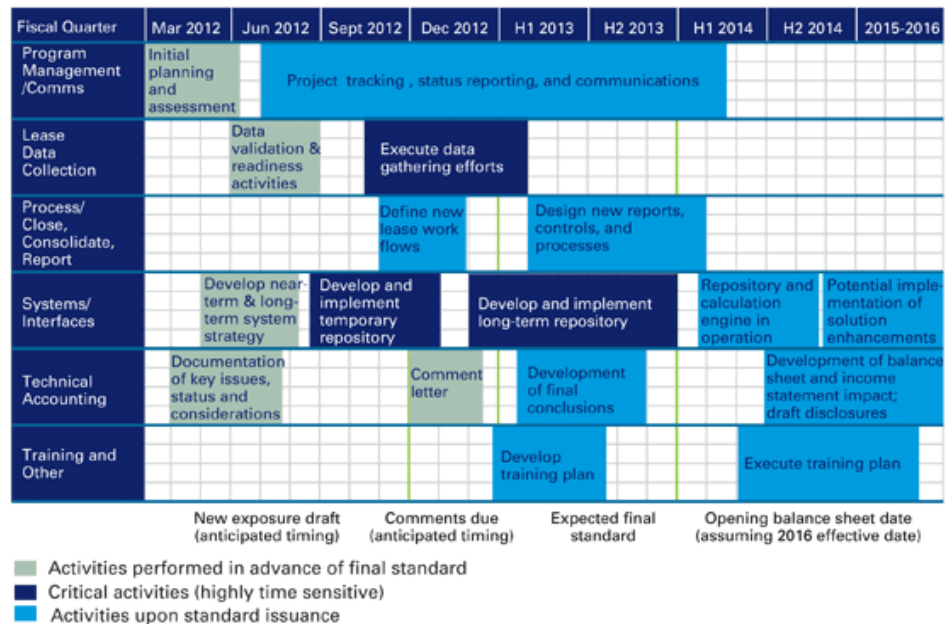 Fiscal Quarter Mar 2012 Jun 2012 Sept 2012 Dec 2012 H1 2013 H2 2013 H1 2014 H2 2014 2015-2016
Program
Management
/Comms
Initial
planning
and
assessment
Project tracking , status reporting, and communications
Lease
Data
Collection
Data
validation &
readiness
activities
Execute data
gathering efforts
Process/
Close,
Consolidate,
Report
Define new
lease work
flows
Design new reports,
controls, and
processes
Systems/
Interfaces
Develop near-
term & long-
term system
strategy
Develop and
implement
temporary
repository
Develop and implement
long-term repository
Repository and
calculation
engine in
operation
Potential imple-
mentation of
solution
enhancements
Technical
Accounting
Documentation
of key issues,
status and
considerations
Comment
letter
Development
of final
conclusions
Development of balance
sheet and income
statement impact;
draft disclosures
Training and
Other
Develop
training plan
Execute training plan
New exposure draft
(anticipated timing)
Comments due
(anticipated timing)
Expected final
standard
Opening balance sheet date
(assuming 2016 effective date)
Activities performed in advance of final standard
Critical activities (highly time sensitive)
Activities upon standard issuance